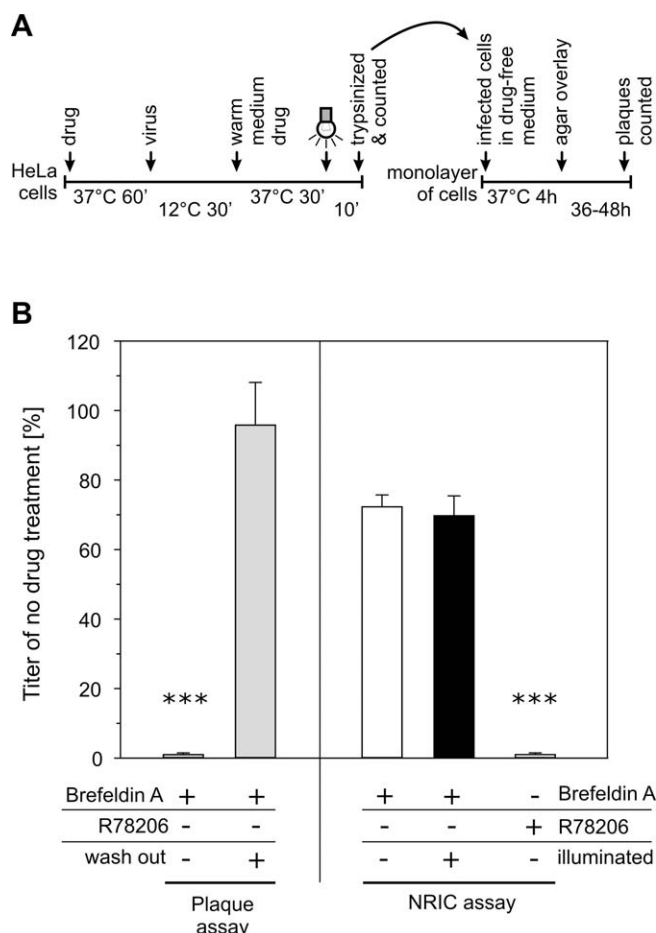 A
drug
virus
warm
medium
drug
trypsinized
& counted
infected cells
in drug-free
medium
agar overlay
plaques
counted
HeLa
cells
37°C 60’
12°C 30’
37°C 30’
10’
monolayer
of cells
37°C 4h
36-48h
B
Titer of no drug treatment [%]
120
100
80
60
40
20
0
***
***
Brefeldin A + + + + - Brefeldin A
R78206 - - - - + R78206
wash out - + - + + illuminated
Plaque
assay
NRIC assay